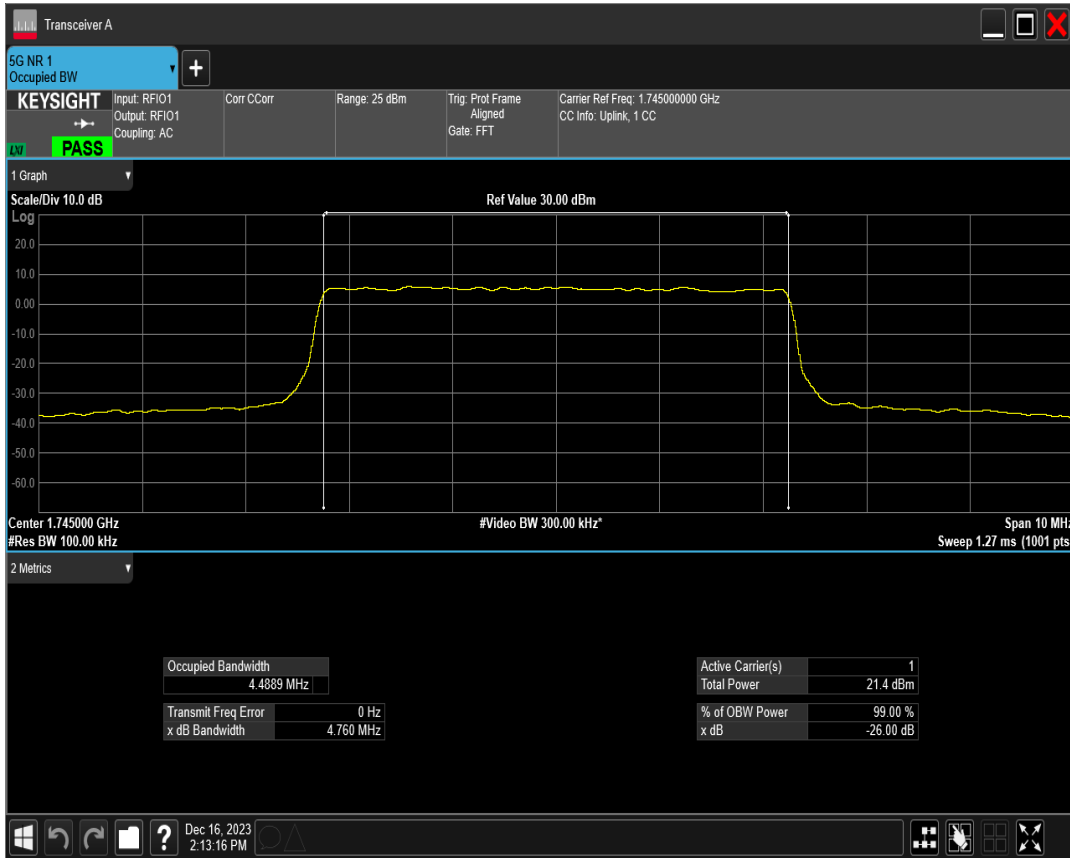 Transceiver A
5G NR 1
Occupied BW
KEYSIGHT
LXI
PASS
Input: RFIO1
Output: RFIO1
Coupling: AC
Corr CCorr
Range: 25 dBm
Trig: Prot Frame
Aligned
Gate: FFT
Carrier Ref Freq: 1.745000000 GHz
CC Info: Uplink, 1 CC
1 Graph
Scale/Div 10.0 dB
Ref Value 30.00 dBm
Log
20.0
10.0
0.00
-10.0
-20.0
-30.0
-40.0
-50.0
-60.0
Center 1.745000 GHz
#Video BW 300.00 kHz*
Span 10 MHz
#Res BW 100.00 kHz
Sweep 1.27 ms (1001 pts
2 Metrics
Occupied Bandwidth
4.4889 MHz
Transmit Freq Error 0 Hz
x dB Bandwidth 4.760 MHz
Active Carrier(s) 1
Total Power 21.4 dBm
% of OBW Power 99.00 %
x dB -26.00 dB
?
Dec 16, 2023
2:13:16 PM